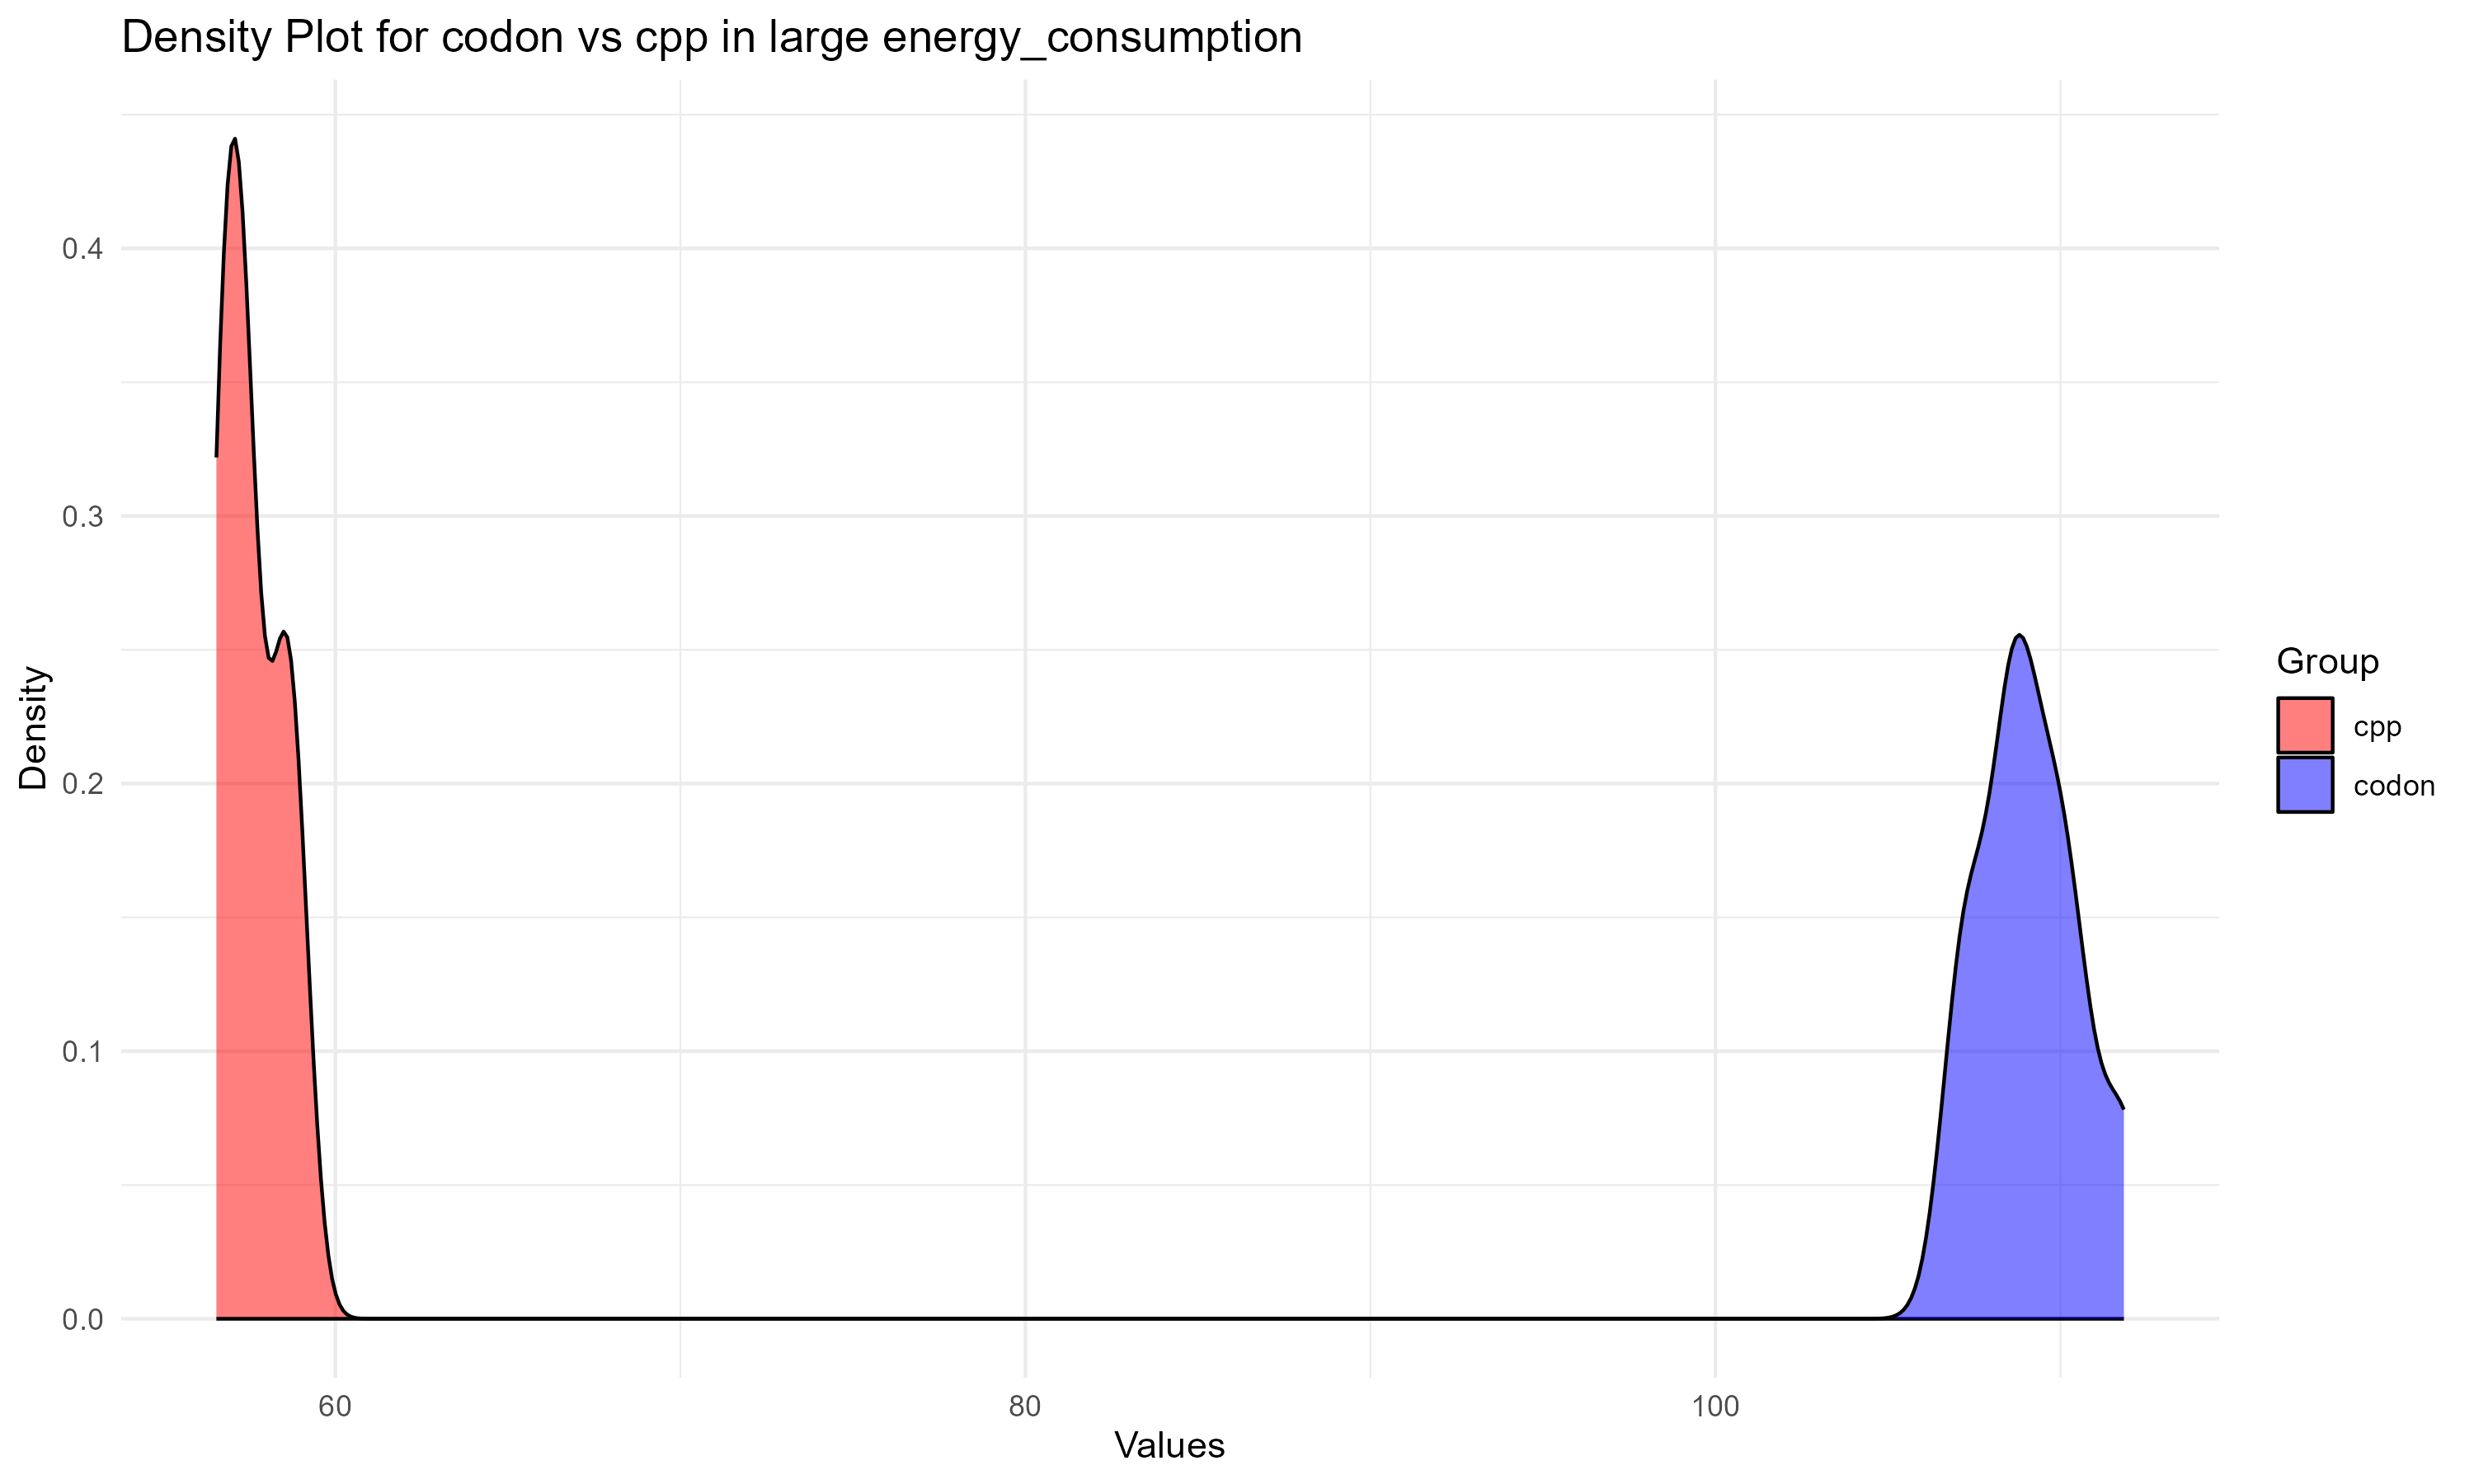 Density Plot for codon vs cpp in large energy_consumption
Density
0.4
0.3
0.2
0.1
0.0
60
80
100
Values
Group
cpp
codon